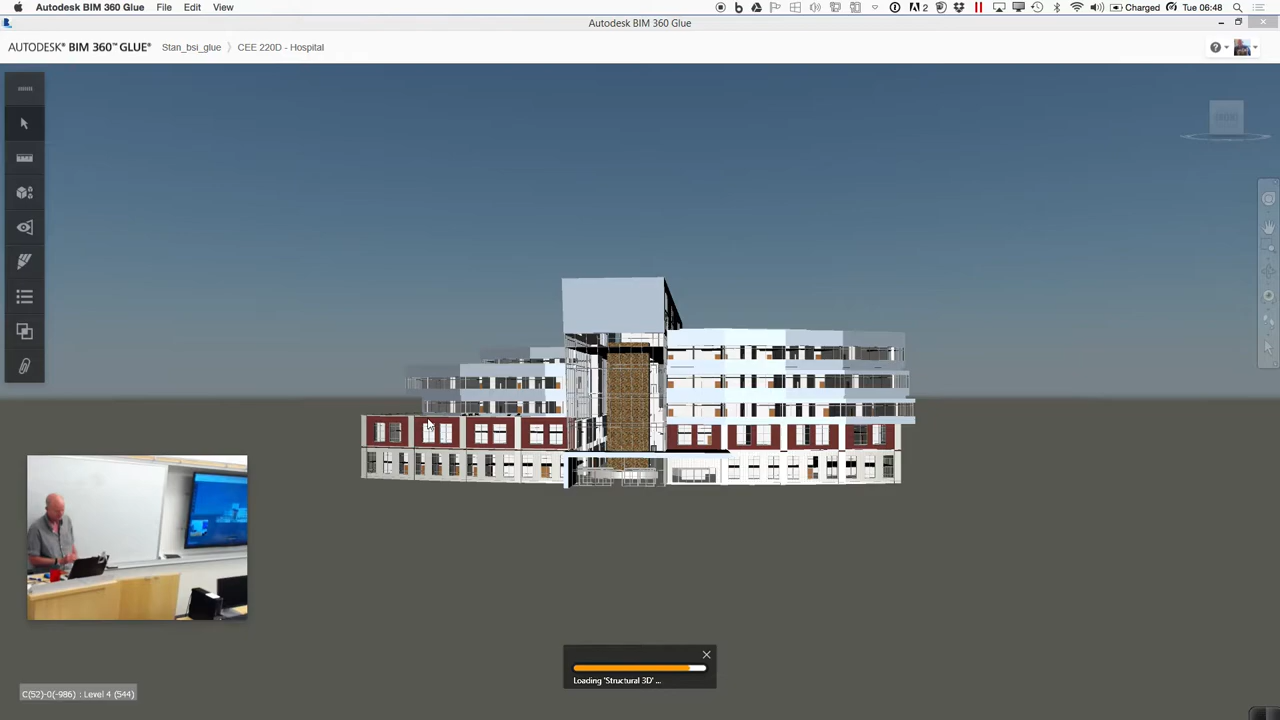 Autodesk BIM 360 Glue File Edit View
2 Charged Tue 06:48
Autodesk BIM 360 Glue
AUTODESK® BIM 360™ GLUE® Stan_bsi_glue 〉 CEE 220D - Hospital
Loading 'Structural 3D' ...
C(52)-0(-986) : Level 4 (544)